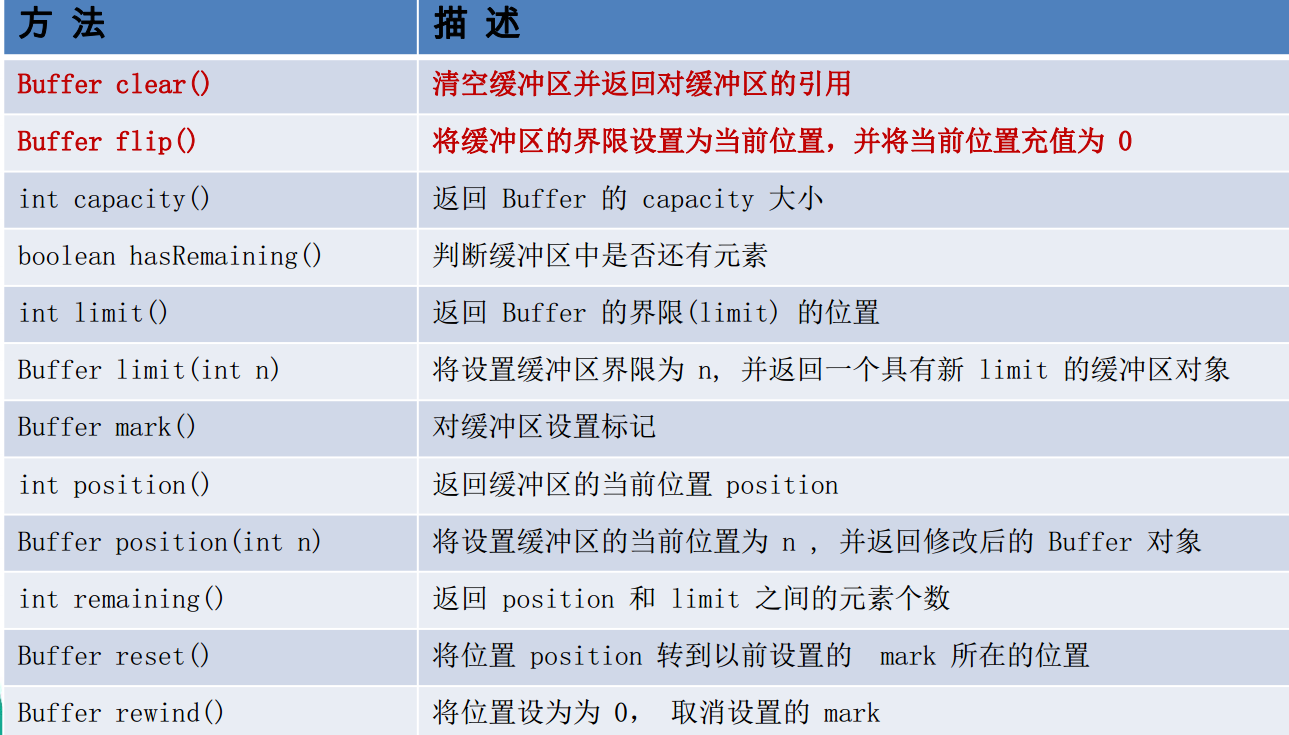 方 法 描 述
Buffer clear() 清空缓冲区并返回对缓冲区的引用
Buffer flip() 将缓冲区的界限设置为当前位置，并将当前位置充值为 0
int capacity() 返回 Buffer 的 capacity 大小
boolean hasRemaining() 判断缓冲区中是否还有元素
int limit() 返回 Buffer 的界限(limit) 的位置
Buffer limit(int n) 将设置缓冲区界限为 n, 并返回一个具有新 limit 的缓冲区对象
Buffer mark() 对缓冲区设置标记
int position() 返回缓冲区的当前位置 position
Buffer position(int n) 将设置缓冲区的当前位置为 n , 并返回修改后的 Buffer 对象
int remaining() 返回 position 和 limit 之间的元素个数
Buffer reset() 将位置 position 转到以前设置的 mark 所在的位置
Buffer rewind() 将位置设为为 0， 取消设置的 mark